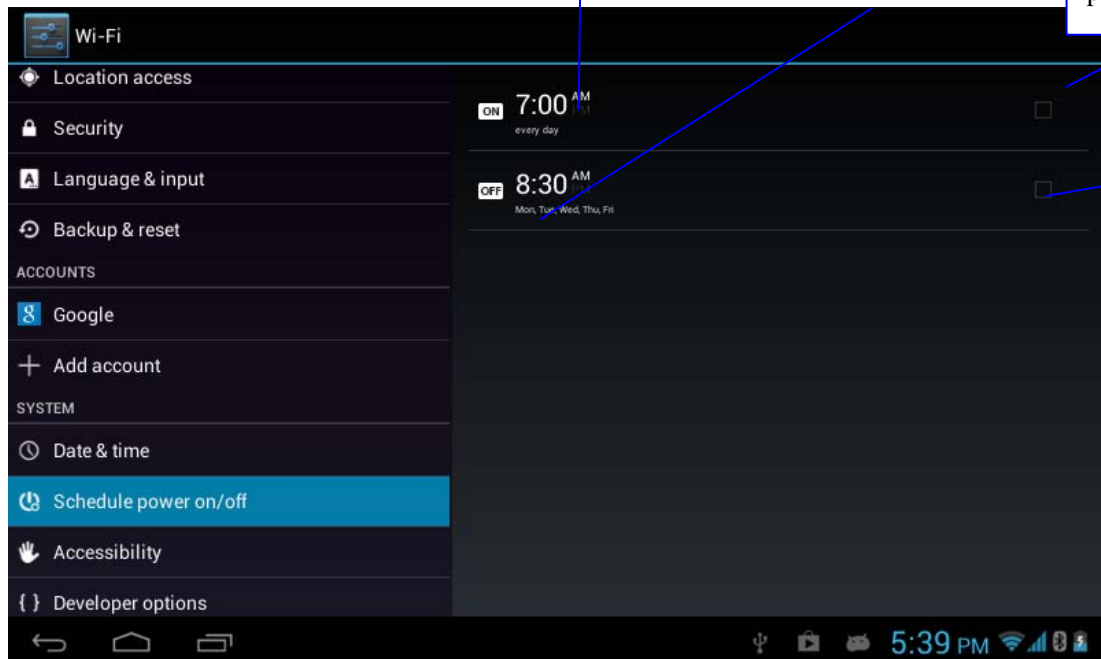 Wi-Fi
Location access
Security
Language & input
Backup & reset
ACCOUNTS
Google
Add account
SYSTEM
Date & time
Schedule power on/off
Accessibility
{ } Developer options
ON 7:00 AM PM
every day
OFF 8:30 AM PM
Mon, Tue, Wed, Thu, Fri
5:39 PM